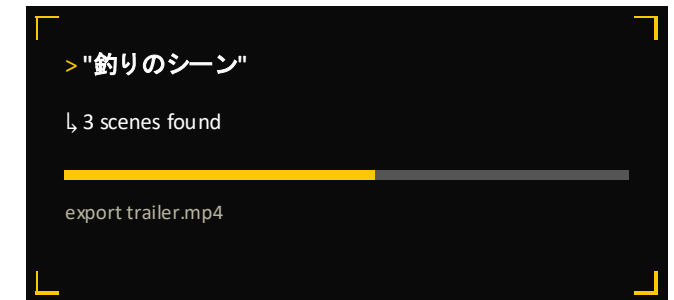 > "釣りのシーン"
↳ 3 scenes found
export trailer.mp4